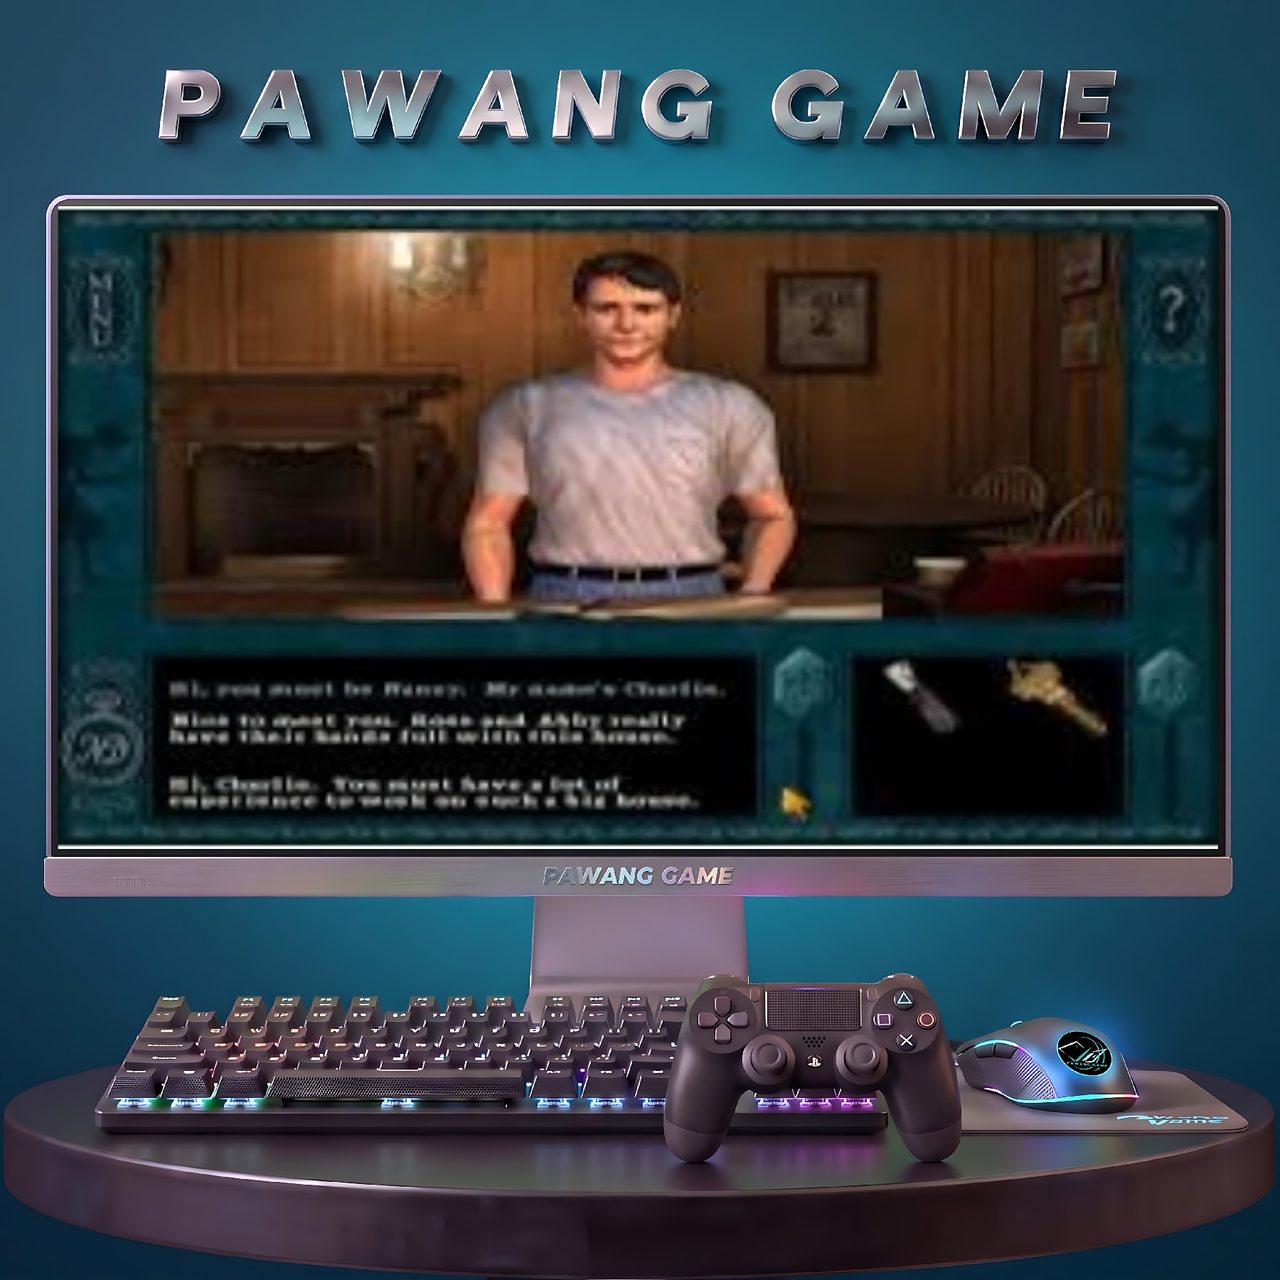 PAWANG GAME
MENU
?
Hi, you must be Nancy. My name's Charlie.
Nice to meet you. Rose and Abby really
have their hands full with this house.
Hi, Charlie. You must have a lot of
experience to work on such a big house.
ND
PAWANG GAME